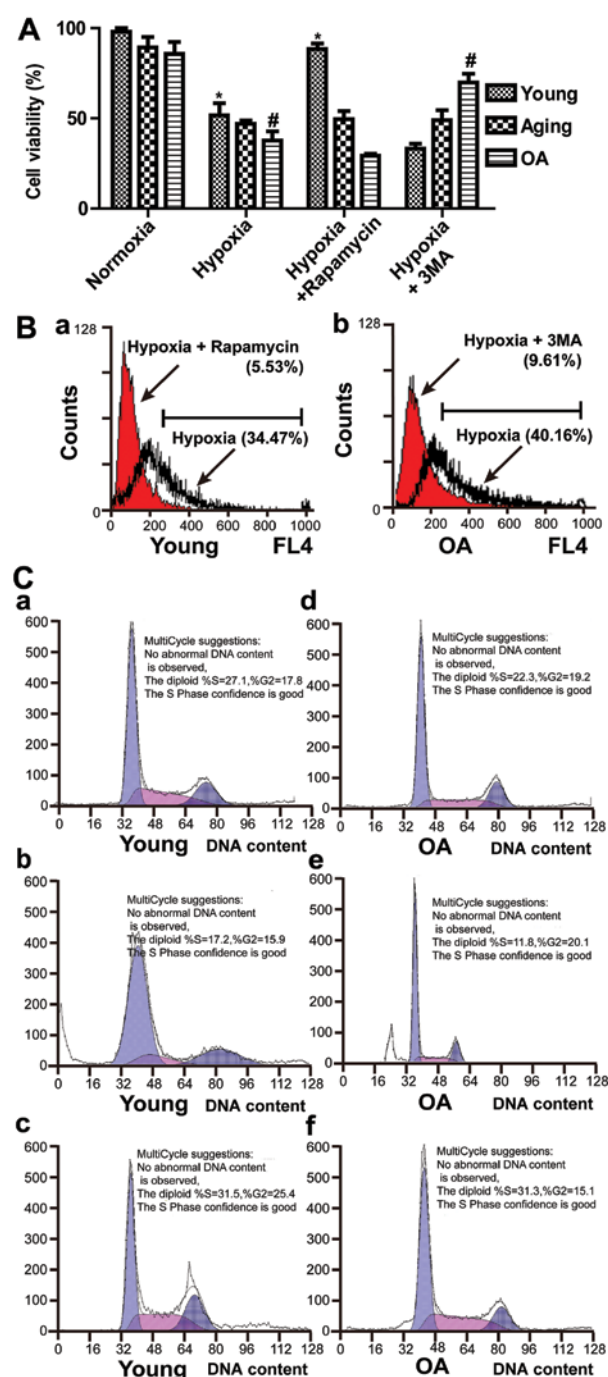 A
Cell viability (%)
100
50
0
*
#
*
#
Young
Aging
OA
Normoxia
Hypoxia
Hypoxia
+Rapamycin
Hypoxia
+ 3MA
B
a
128
Counts
0
Hypoxia + Rapamycin
(5.53%)
Hypoxia (34.47%)
0 200 400 600 800 1000
Young FL4
b
128
Counts
0
Hypoxia + 3MA
(9.61%)
Hypoxia (40.16%)
0 200 400 600 800 1000
OA FL4
C
a
600
500
400
300
200
100
0
MultiCycle suggestions:
No abnormal DNA content
is observed,
The diploid %S=27.1,%G2=17.8
The S Phase confidence is good
0 16 32 48 64 80 96 112 128
Young DNA content
d
600
500
400
300
200
100
0
MultiCycle suggestions:
No abnormal DNA content
is observed,
The diploid %S=22.3,%G2=19.2
The S Phase confidence is good
0 16 32 48 64 80 96 112 128
OA DNA content
b
600
500
400
300
200
100
0
MultiCycle suggestions:
No abnormal DNA content
is observed,
The diploid %S=17.2,%G2=15.9
The S Phase confidence is good
0 16 32 48 64 80 96 112 128
Young DNA content
e
600
500
400
300
200
100
0
MultiCycle suggestions:
No abnormal DNA content
is observed,
The diploid %S=11.8,%G2=20.1
The S Phase confidence is good
0 16 32 48 64 80 96 112 128
OA DNA content
c
600
500
400
300
200
100
0
MultiCycle suggestions:
No abnormal DNA content
is observed,
The diploid %S=31.5,%G2=25.4
The S Phase confidence is good
0 16 32 48 64 80 96 112 128
Young DNA content
f
600
500
400
300
200
100
0
MultiCycle suggestions:
No abnormal DNA content
is observed,
The diploid %S=31.3,%G2=15.1
The S Phase confidence is good
0 16 32 48 64 80 96 112 128
OA DNA content